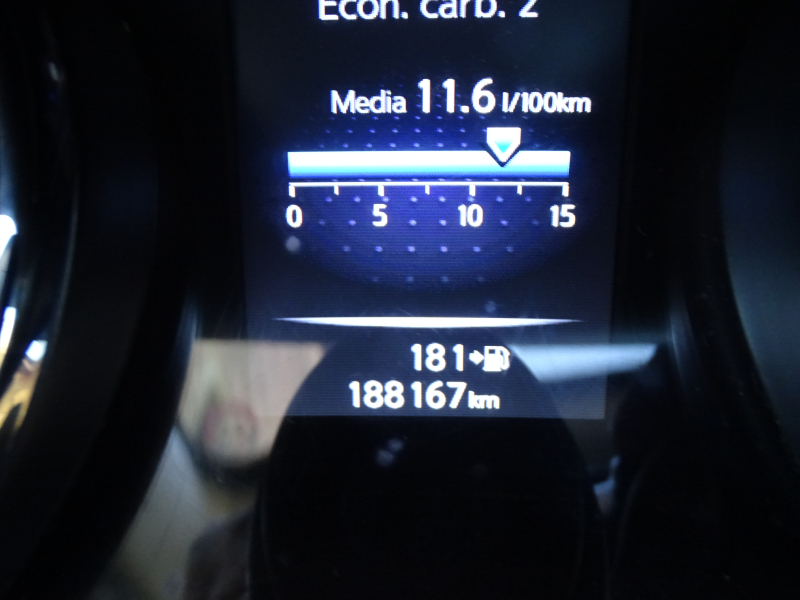 Econ. carb. 2
Media 11.6 l/100km
0 5 10 15
181
188167km